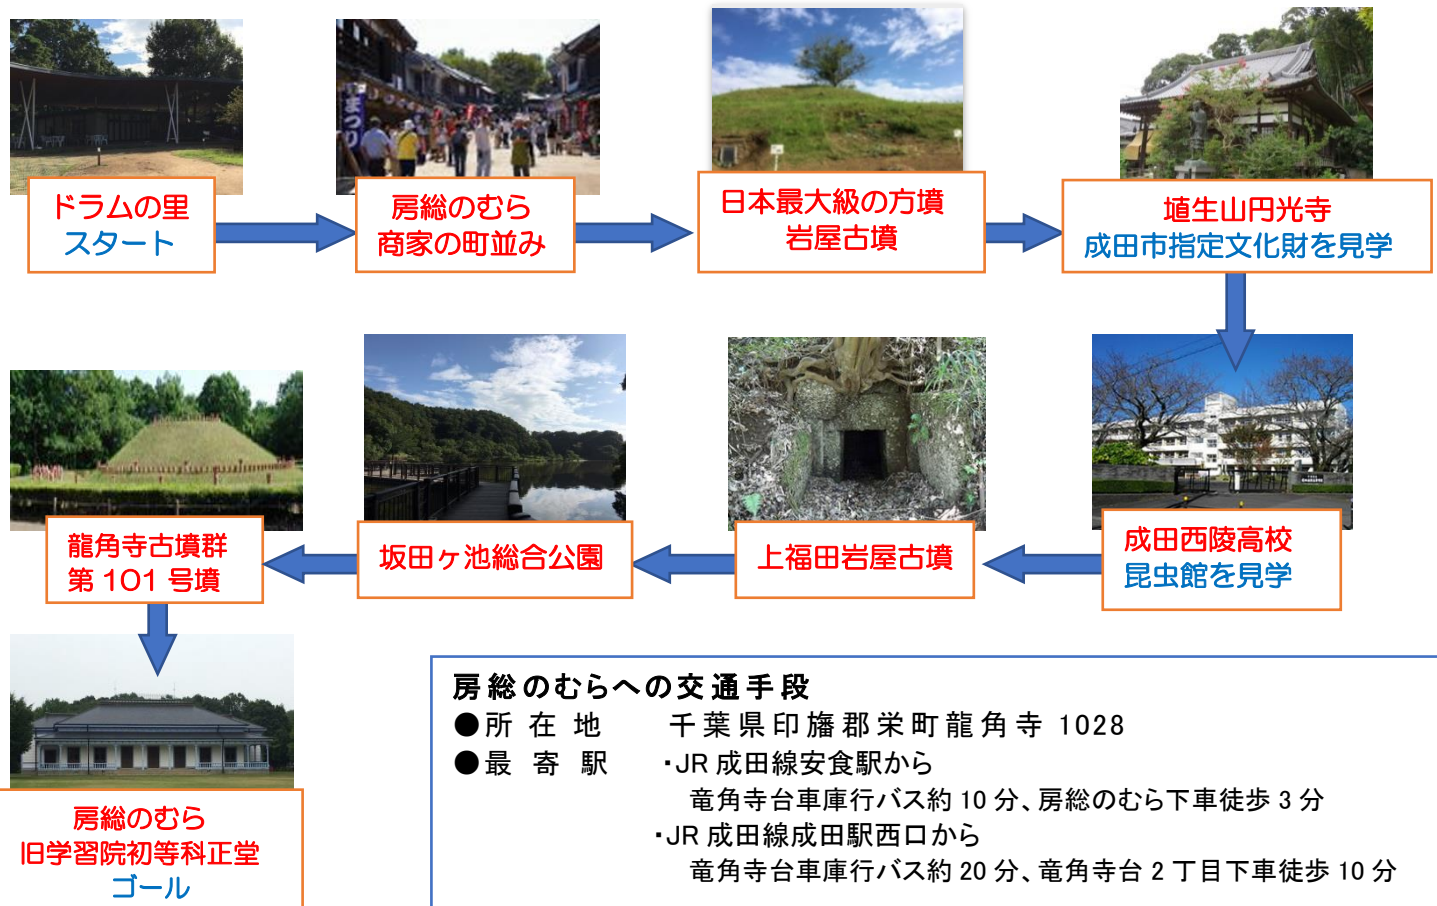 まつり
ドラムの里
スタート
房総のむら
商家の町並み
日本最大級の方墳
岩屋古墳
埴生山円光寺
成田市指定文化財を見学
成田西陵高校
昆虫館を見学
上福田岩屋古墳
坂田ヶ池総合公園
龍角寺古墳群
第 101 号墳
房総のむら
旧学習院初等科正堂
ゴール
房総のむらへの交通手段
●所在地 千葉県印旛郡栄町龍角寺 1028
●最寄駅 ・JR 成田線安食駅から
竜角寺台車庫行バス約 10 分、房総のむら下車徒歩 3 分
・JR 成田線成田駅西口から
竜角寺台車庫行バス約 20 分、竜角寺台 2 丁目下車徒歩 10 分